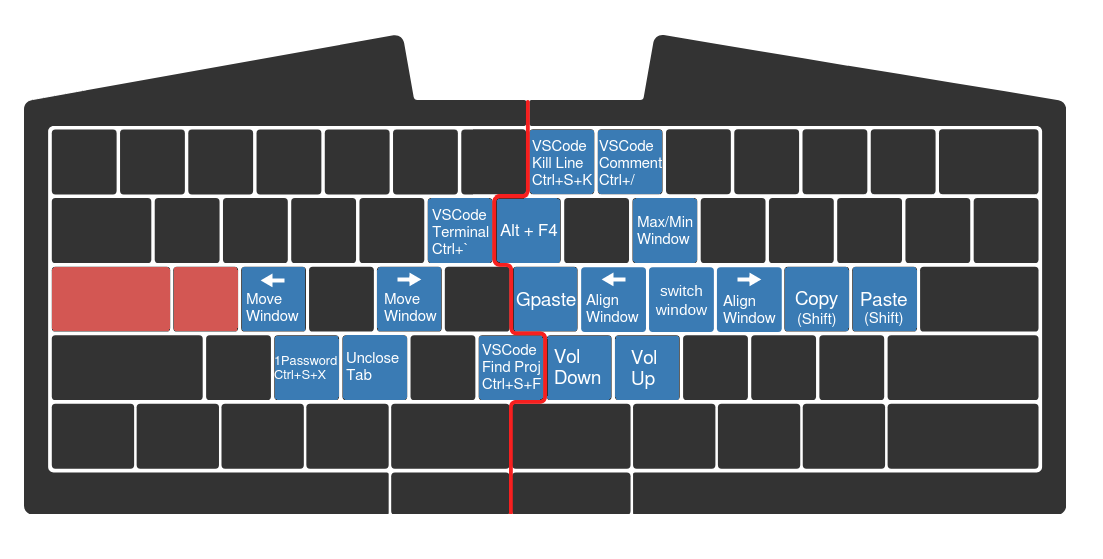 VSCode
Kill Line
Ctrl+S+K
VSCode
Comment
Ctrl+/
VSCode
Terminal
Ctrl+`
Alt + F4
Max/Min
Window
Move
Window
Move
Window
Gpaste
Align
Window
switch
window
Align
Window
Copy
(Shift)
Paste
(Shift)
1Password
Ctrl+S+X
Unclose
Tab
VSCode
Find Proj
Ctrl+S+F
Vol
Down
Vol
Up